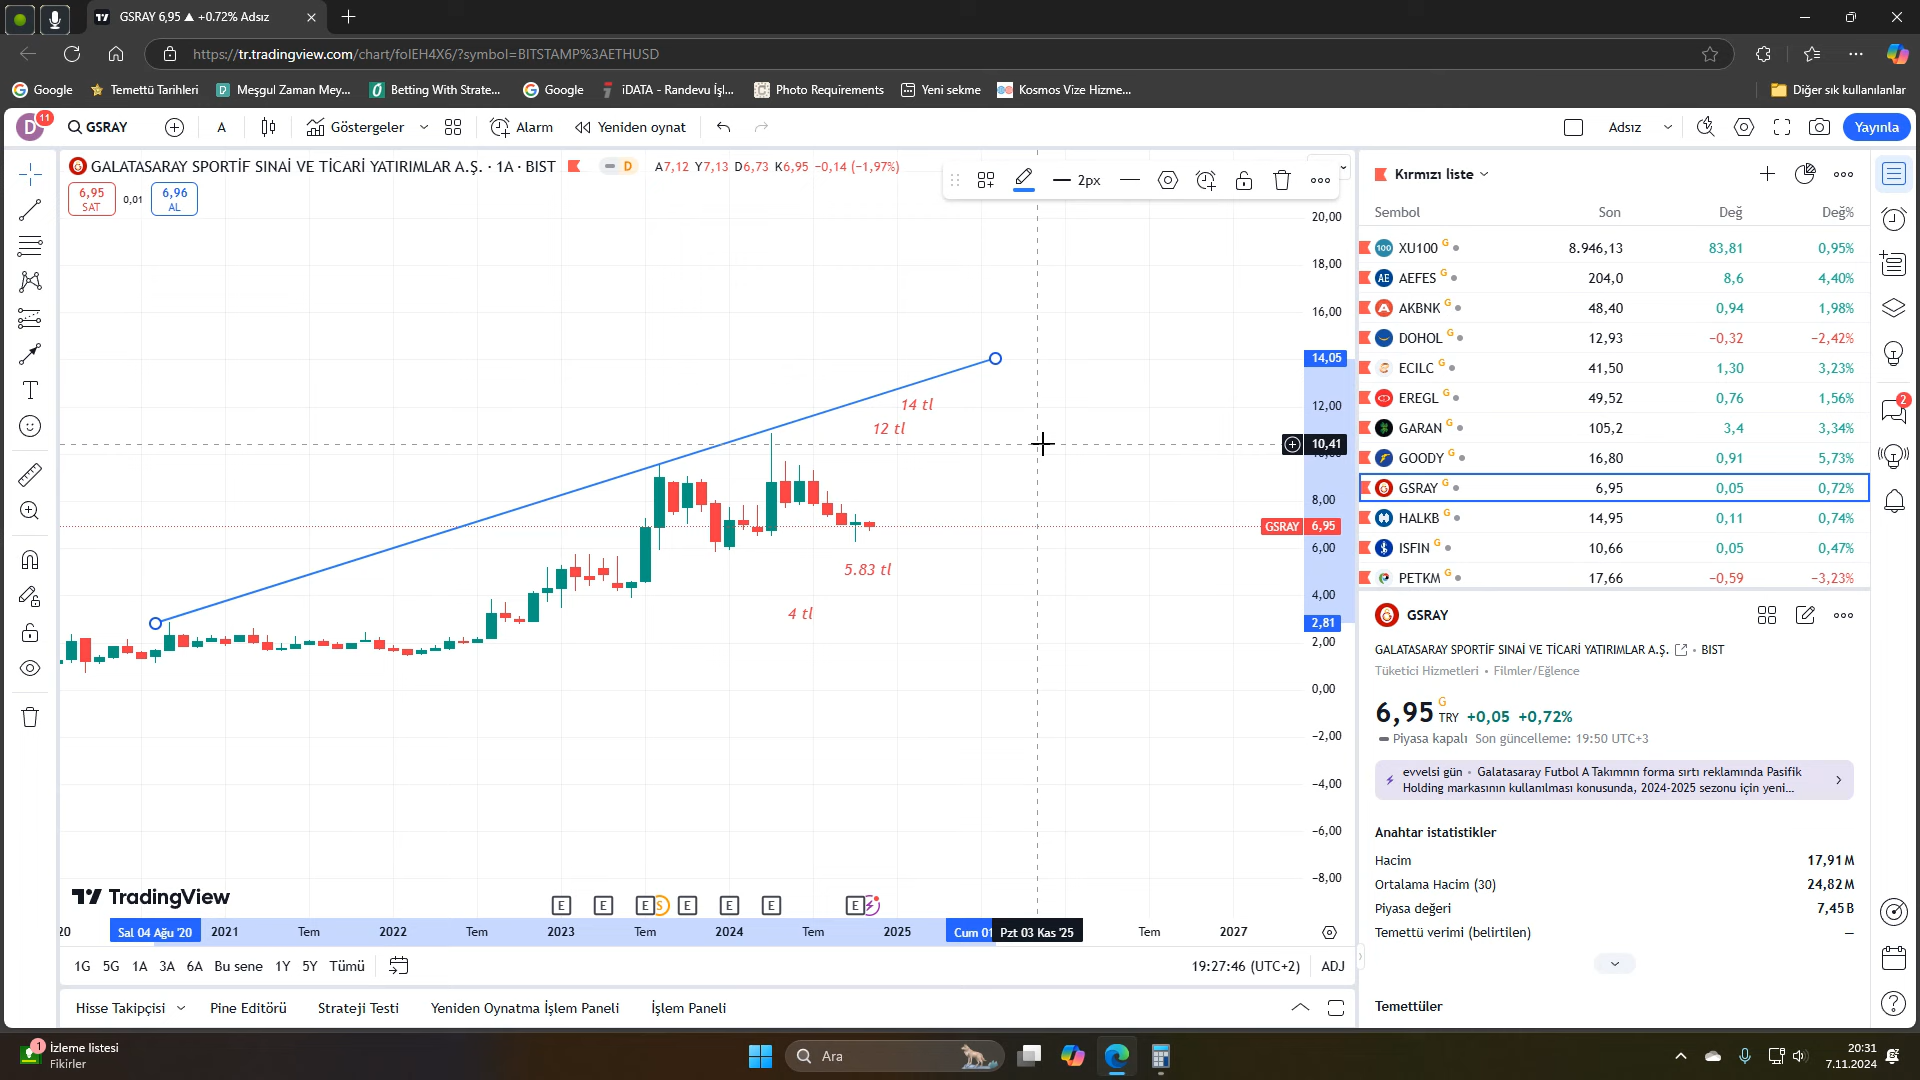 GSRAY 6,95 ▲ +0.72% Adsız
https://tr.tradingview.com/chart/folEH4X6/?symbol=BITSTAMP%3AETHUSD
Google
Temettü Tarihleri
Meşgul Zaman Mey...
Betting With Strate...
Google
iDATA - Randevu İşl...
Photo Requirements
Yeni sekme
Kosmos Vize Hizme...
Diğer sık kullanılanlar
D
11
GSRAY
A
Göstergeler
Alarm
Yeniden oynat
Adsız
Yayınla
GALATASARAY SPORTİF SINAİ VE TİCARİ YATIRIMLAR A.Ş. · 1A · BIST
D
A7,12 Y7,13 D6,73 K6,95 −0,14 (−1,97%)
6,95
SAT
0,01
6,96
AL
2px
20,00
18,00
16,00
14,05
12,00
10,41
8,00
GSRAY 6,95
6,00
4,00
2,81
2,00
0,00
−2,00
−4,00
−6,00
−8,00
14 tl
12 tl
5.83 tl
4 tl
TradingView
E
E
E
S
E
E
E
E
20
Sal 04 Ağu '20
2021
Tem
2022
Tem
2023
Tem
2024
Tem
2025
Cum 01
Pzt 03 Kas '25
Tem
2027
1G
5G
1A
3A
6A
Bu sene
1Y
5Y
Tümü
19:27:46 (UTC+2)
ADJ
Hisse Takipçisi
Pine Editörü
Strateji Testi
Yeniden Oynatma İşlem Paneli
İşlem Paneli
Kırmızı liste
Sembol Son Değ Değ%
100 XU100 G 8.946,13 83,81 0,95%
AE AEFES G 204,0 8,6 4,40%
AKBNK G 48,40 0,94 1,98%
DOHOL G 12,93 −0,32 −2,42%
ECILC G 41,50 1,30 3,23%
EREGL G 49,52 0,76 1,56%
GARAN G 105,2 3,4 3,34%
GOODY G 16,80 0,91 5,73%
GSRAY G 6,95 0,05 0,72%
HALKB G 14,95 0,11 0,74%
ISFIN G 10,66 0,05 0,47%
PETKM G 17,66 −0,59 −3,23%
GSRAY
GALATASARAY SPORTİF SINAİ VE TİCARİ YATIRIMLAR A.Ş. • BIST
Tüketici Hizmetleri • Filmler/Eğlence
6,95 G TRY +0,05 +0,72%
Piyasa kapalı Son güncelleme: 19:50 UTC+3
evvelsi gün • Galatasaray Futbol A Takımnın forma sırtı reklamında Pasifik
Holding markasının kullanılması konusunda, 2024-2025 sezonu için yeni...
Anahtar istatistikler
Hacim 17,91M
Ortalama Hacim (30) 24,82M
Piyasa değeri 7,45B
Temettü verimi (belirtilen) —
Temettüler
2
1
İzleme listesi
Fikirler
Ara
20:31
7.11.2024